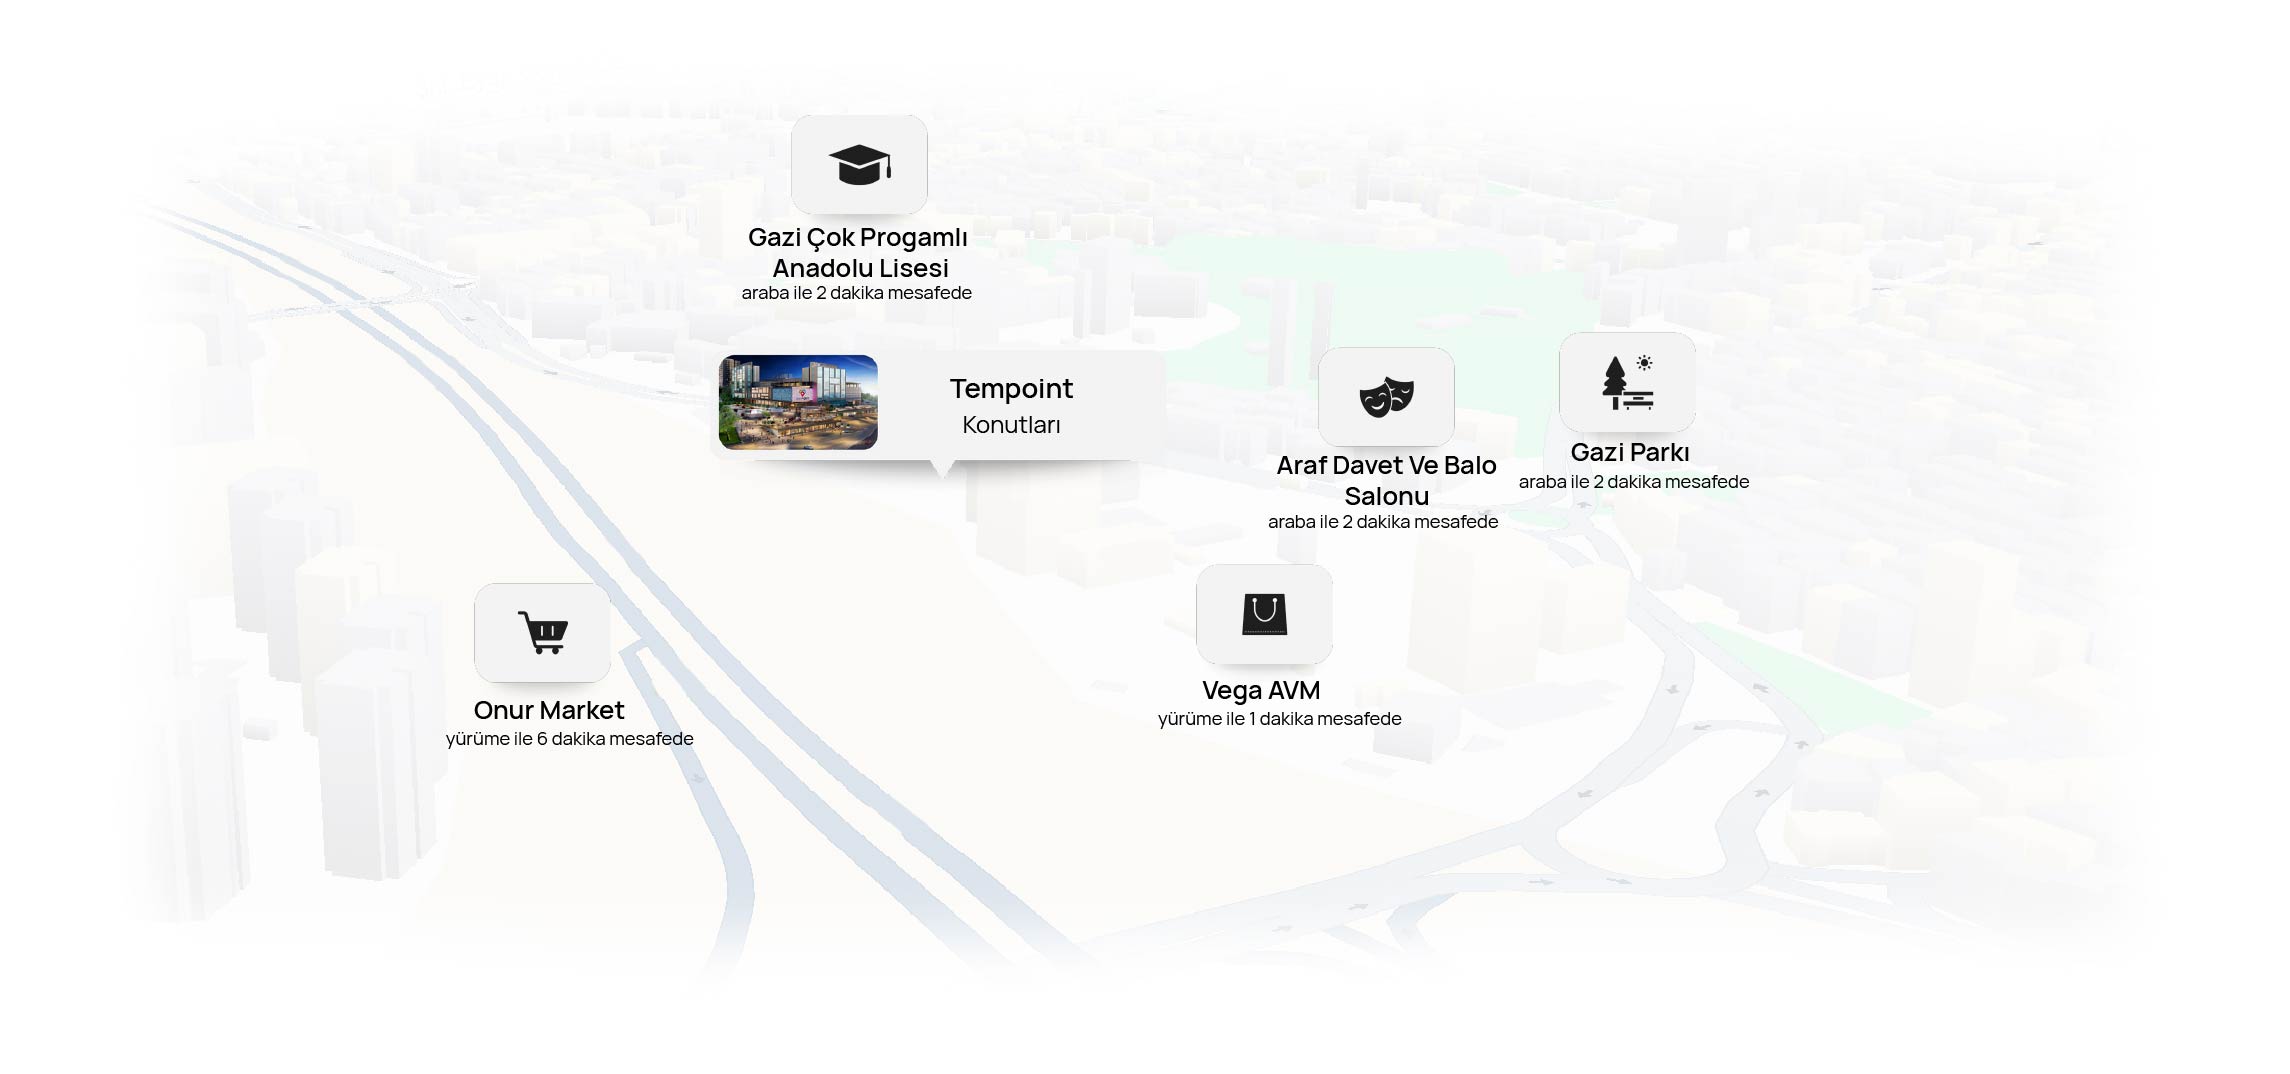 Gazi Çok Progamlı
Anadolu Lisesi
araba ile 2 dakika mesafede
Tempoint
Konutları
Araf Davet Ve Balo
Salonu
araba ile 2 dakika mesafede
Gazi Parkı
araba ile 2 dakika mesafede
Onur Market
yürüme ile 6 dakika mesafede
Vega AVM
yürüme ile 1 dakika mesafede